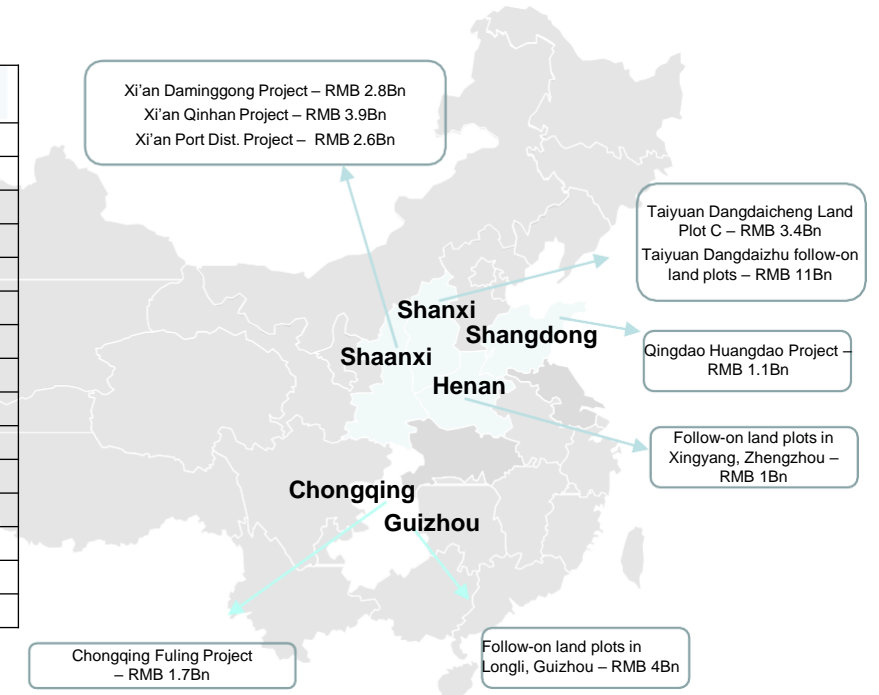 Xi'an Daminggong Project – RMB 2.8Bn
Xi'an Qinhan Project – RMB 3.9Bn
Xi'an Port Dist. Project – RMB 2.6Bn
Taiyuan Dangdaicheng Land
Plot C – RMB 3.4Bn
Taiyuan Dangdaizhu follow-on
land plots – RMB 11Bn
Shanxi
Shangdong
Shaanxi
Qingdao Huangdao Project –
RMB 1.1Bn
Henan
Follow-on land plots in
Xingyang, Zhengzhou –
RMB 1Bn
Chongqing
Guizhou
Chongqing Fuling Project
– RMB 1.7Bn
Follow-on land plots in
Longli, Guizhou – RMB 4Bn